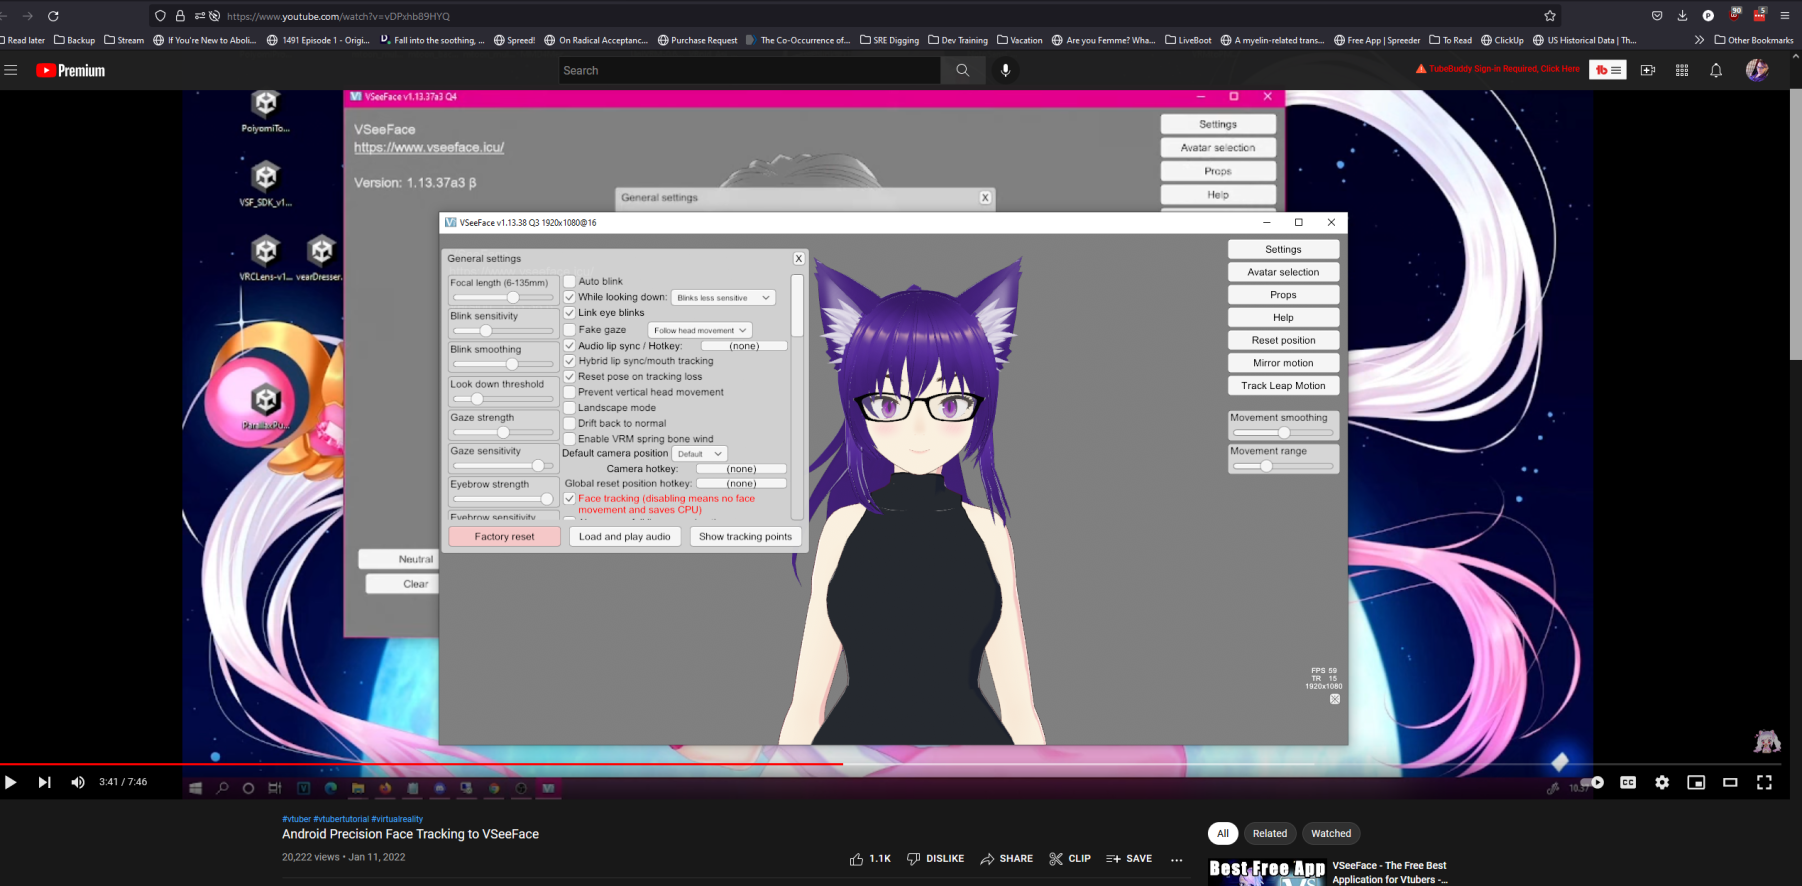 https://www.youtube.com/watch?v=vDPxhb89HYQ
90
5
Read later Backup Stream If You're New to Aboli... 1491 Episode 1 - Origi... Fall into the soothing, ... Spreed! On Radical Acceptanc... Purchase Request The Co-Occurrence of... SRE Digging Dev Training Vacation Are you Femme? Wha... LiveBoot A myelin-related trans... Free App | Spreeder To Read ClickUp US Historical Data | Th... Other Bookmarks
Premium
Search
TubeBuddy Sign-in Required, Click Here
tb
PoiyomiTo...
VSF_SDK_v1...
VRCLens-v1...
vearDresser.
VSeeFace v1.13.37a3 Q4
VSeeFace
https://www.vseeface.icu/
Version: 1.13.37a3 β
General settings X
Settings
Avatar selection
Props
Help
Neutral
Clear
VSeeFace v1.13.38 Q3 1920x1080@16
General settings X
Focal length (6-135mm)
Blink sensitivity
Blink smoothing
Look down threshold
Gaze strength
Gaze sensitivity
Eyebrow strength
Eyebrow sensitivity
Auto blink
While looking down: Blinks less sensitive
Link eye blinks
Fake gaze Follow head movement
Audio lip sync / Hotkey: (none)
Hybrid lip sync/mouth tracking
Reset pose on tracking loss
Prevent vertical head movement
Landscape mode
Drift back to normal
Enable VRM spring bone wind
Default camera position Default
Camera hotkey: (none)
Global reset position hotkey: (none)
Face tracking (disabling means no face
movement and saves CPU)
Factory reset Load and play audio Show tracking points
Settings
Avatar selection
Props
Help
Reset position
Mirror motion
Track Leap Motion
Movement smoothing
Movement range
FPS 59
TR 15
1920x1080
3:41 / 7:46
CC
#vtuber #vtubertutorial #virtualreality
Android Precision Face Tracking to VSeeFace
20,222 views • Jan 11, 2022
1.1K DISLIKE SHARE CLIP SAVE ...
All Related Watched
Best Free App
VSeeFace - The Free Best
Application for Vtubers -...